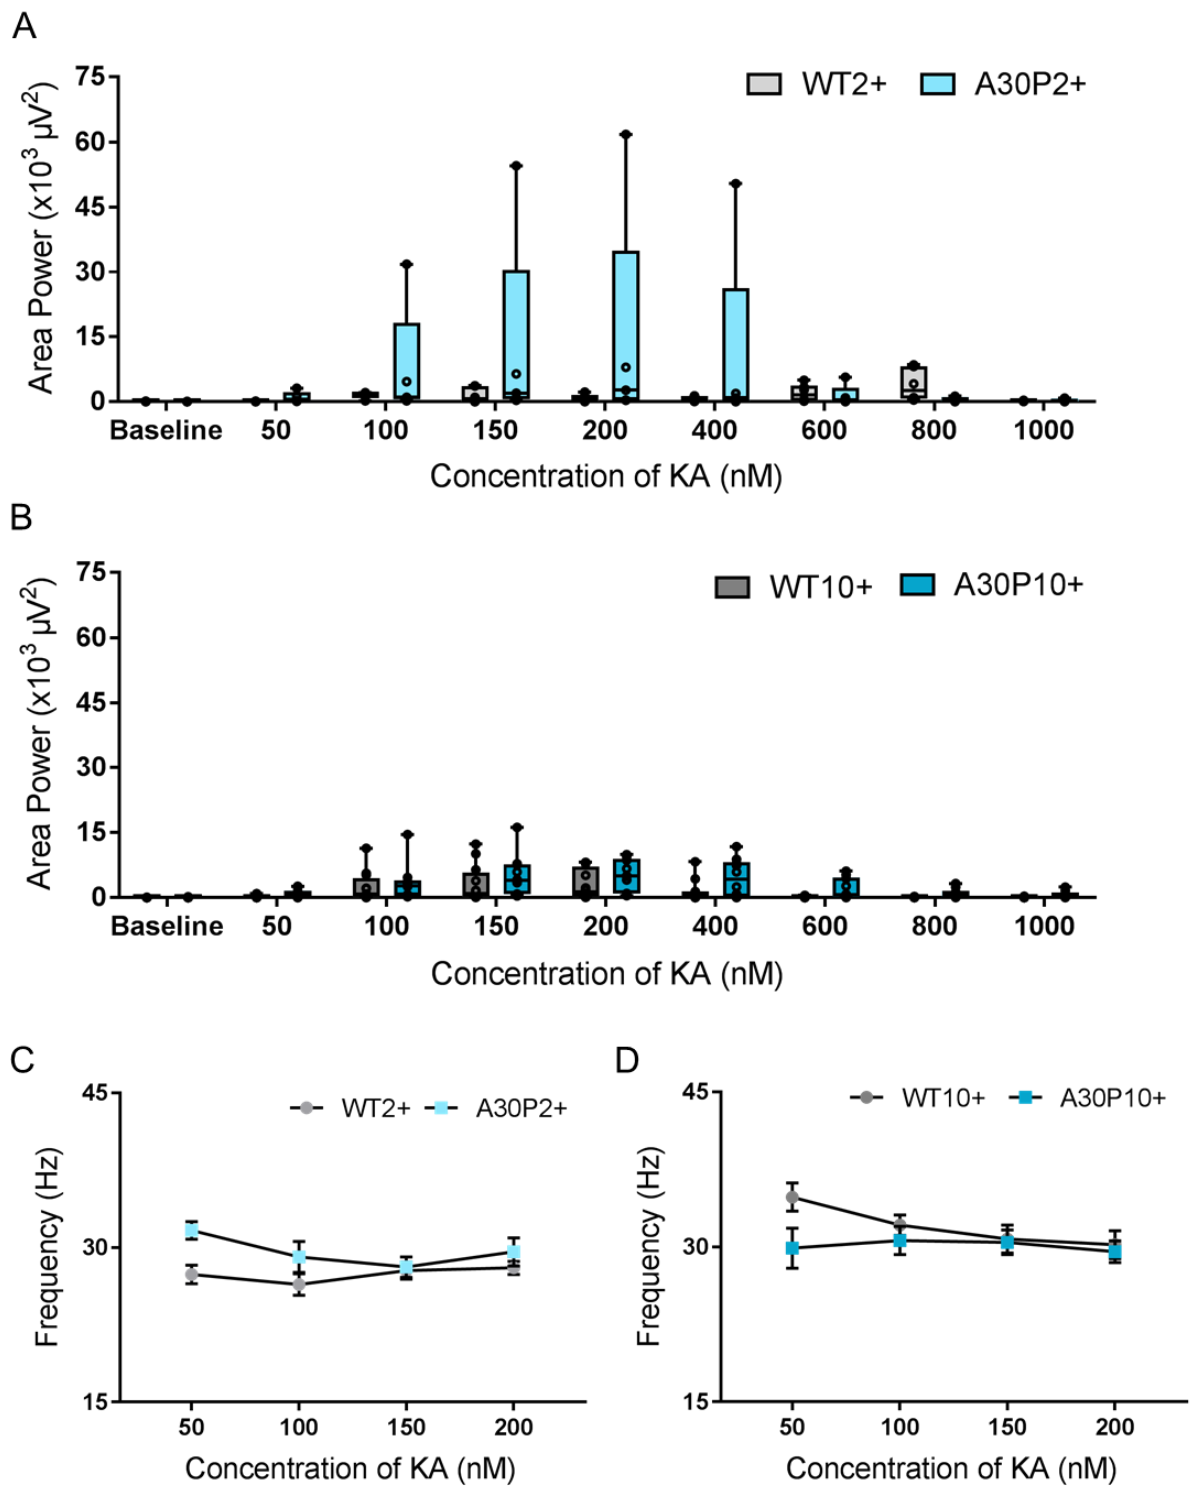 A
WT2+ A30P2+
Area Power (x10³ µV²)
75
60
45
30
15
0
Baseline 50 100 150 200 400 600 800 1000
Concentration of KA (nM)
B
WT10+ A30P10+
Area Power (x10³ µV²)
75
60
45
30
15
0
Baseline 50 100 150 200 400 600 800 1000
Concentration of KA (nM)
C
WT2+ A30P2+
Frequency (Hz)
45
30
15
50 100 150 200
Concentration of KA (nM)
D
WT10+ A30P10+
Frequency (Hz)
45
30
15
50 100 150 200
Concentration of KA (nM)